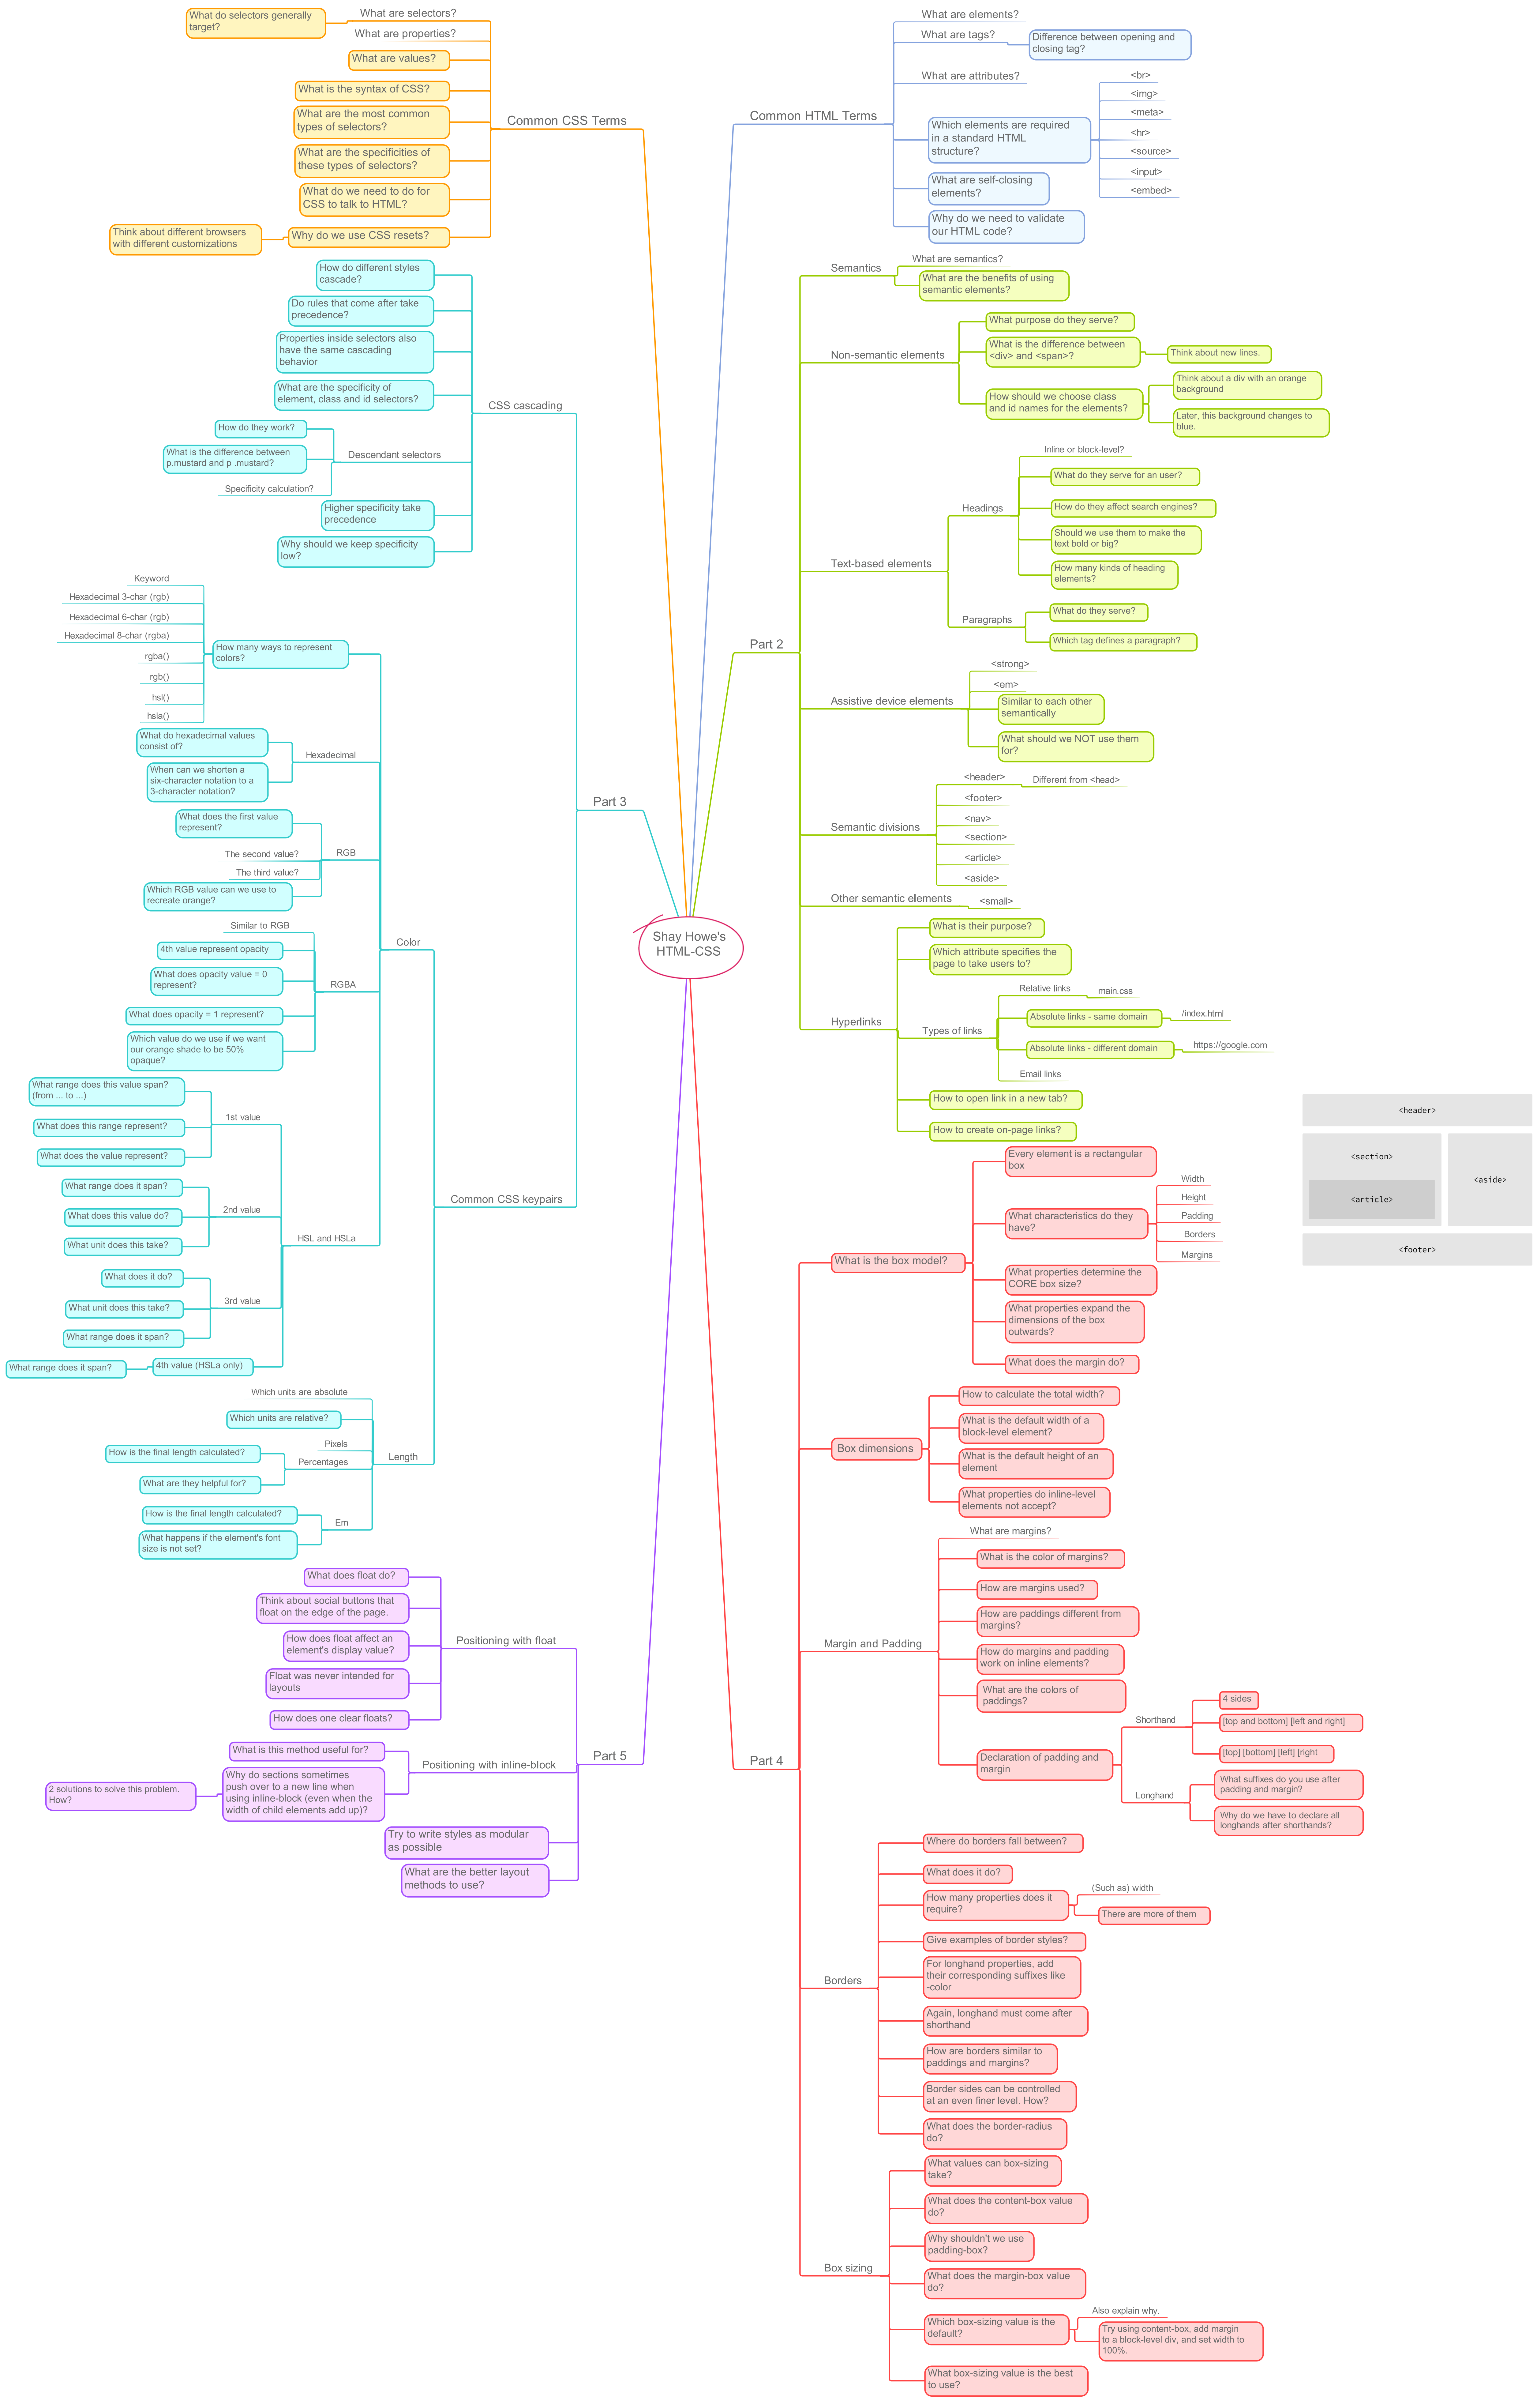 Shay Howe's
HTML-CSS
Common HTML Terms
What are elements?
What are tags?
Difference between opening and
closing tag?
What are attributes?
Which elements are required
in a standard HTML
structure?
<br>
<img>
<meta>
<hr>
<source>
<input>
<embed>
What are self-closing
elements?
Why do we need to validate
our HTML code?
Part 2
Semantics
What are semantics?
What are the benefits of using
semantic elements?
Non-semantic elements
What purpose do they serve?
What is the difference between
<div> and <span>?
Think about new lines.
How should we choose class
and id names for the elements?
Think about a div with an orange
background
Later, this background changes to
blue.
Text-based elements
Headings
Inline or block-level?
What do they serve for an user?
How do they affect search engines?
Should we use them to make the
text bold or big?
How many kinds of heading
elements?
Paragraphs
What do they serve?
Which tag defines a paragraph?
Assistive device elements
<strong>
<em>
Similar to each other
semantically
What should we NOT use them
for?
Semantic divisions
<header>
Different from <head>
<footer>
<nav>
<section>
<article>
<aside>
Other semantic elements
<small>
Hyperlinks
What is their purpose?
Which attribute specifies the
page to take users to?
Types of links
Relative links
main.css
Absolute links - same domain
/index.html
Absolute links - different domain
https://google.com
Email links
How to open link in a new tab?
How to create on-page links?
<header>
<section>
<article>
<aside>
<footer>
Part 4
What is the box model?
Every element is a rectangular
box
What characteristics do they
have?
Width
Height
Padding
Borders
Margins
What properties determine the
CORE box size?
What properties expand the
dimensions of the box
outwards?
What does the margin do?
Box dimensions
How to calculate the total width?
What is the default width of a
block-level element?
What is the default height of an
element
What properties do inline-level
elements not accept?
Margin and Padding
What are margins?
What is the color of margins?
How are margins used?
How are paddings different from
margins?
How do margins and padding
work on inline elements?
What are the colors of
paddings?
Declaration of padding and
margin
Shorthand
4 sides
[top and bottom] [left and right]
[top] [bottom] [left] [right
Longhand
What suffixes do you use after
padding and margin?
Why do we have to declare all
longhands after shorthands?
Borders
Where do borders fall between?
What does it do?
How many properties does it
require?
(Such as) width
There are more of them
Give examples of border styles?
For longhand properties, add
their corresponding suffixes like
-color
Again, longhand must come after
shorthand
How are borders similar to
paddings and margins?
Border sides can be controlled
at an even finer level. How?
What does the border-radius
do?
Box sizing
What values can box-sizing
take?
What does the content-box value
do?
Why shouldn't we use
padding-box?
What does the margin-box value
do?
Which box-sizing value is the
default?
Also explain why.
Try using content-box, add margin
to a block-level div, and set width to
100%.
What box-sizing value is the best
to use?
Common CSS Terms
What are selectors?
What do selectors generally
target?
What are properties?
What are values?
What is the syntax of CSS?
What are the most common
types of selectors?
What are the specificities of
these types of selectors?
What do we need to do for
CSS to talk to HTML?
Why do we use CSS resets?
Think about different browsers
with different customizations
Part 3
CSS cascading
How do different styles
cascade?
Do rules that come after take
precedence?
Properties inside selectors also
have the same cascading
behavior
What are the specificity of
element, class and id selectors?
Descendant selectors
How do they work?
What is the difference between
p.mustard and p .mustard?
Specificity calculation?
Higher specificity take
precedence
Why should we keep specificity
low?
Common CSS keypairs
Color
How many ways to represent
colors?
Keyword
Hexadecimal 3-char (rgb)
Hexadecimal 6-char (rgb)
Hexadecimal 8-char (rgba)
rgba()
rgb()
hsl()
hsla()
Hexadecimal
What do hexadecimal values
consist of?
When can we shorten a
six-character notation to a
3-character notation?
RGB
What does the first value
represent?
The second value?
The third value?
Which RGB value can we use to
recreate orange?
RGBA
Similar to RGB
4th value represent opacity
What does opacity value = 0
represent?
What does opacity = 1 represent?
Which value do we use if we want
our orange shade to be 50%
opaque?
HSL and HSLa
1st value
What range does this value span?
(from ... to ...)
What does this range represent?
What does the value represent?
2nd value
What range does it span?
What does this value do?
What unit does this take?
3rd value
What does it do?
What unit does this take?
What range does it span?
4th value (HSLa only)
What range does it span?
Length
Which units are absolute
Which units are relative?
Pixels
Percentages
How is the final length calculated?
What are they helpful for?
Em
How is the final length calculated?
What happens if the element's font
size is not set?
Part 5
Positioning with float
What does float do?
Think about social buttons that
float on the edge of the page.
How does float affect an
element's display value?
Float was never intended for
layouts
How does one clear floats?
Positioning with inline-block
What is this method useful for?
Why do sections sometimes
push over to a new line when
using inline-block (even when the
width of child elements add up)?
2 solutions to solve this problem.
How?
Try to write styles as modular
as possible
What are the better layout
methods to use?